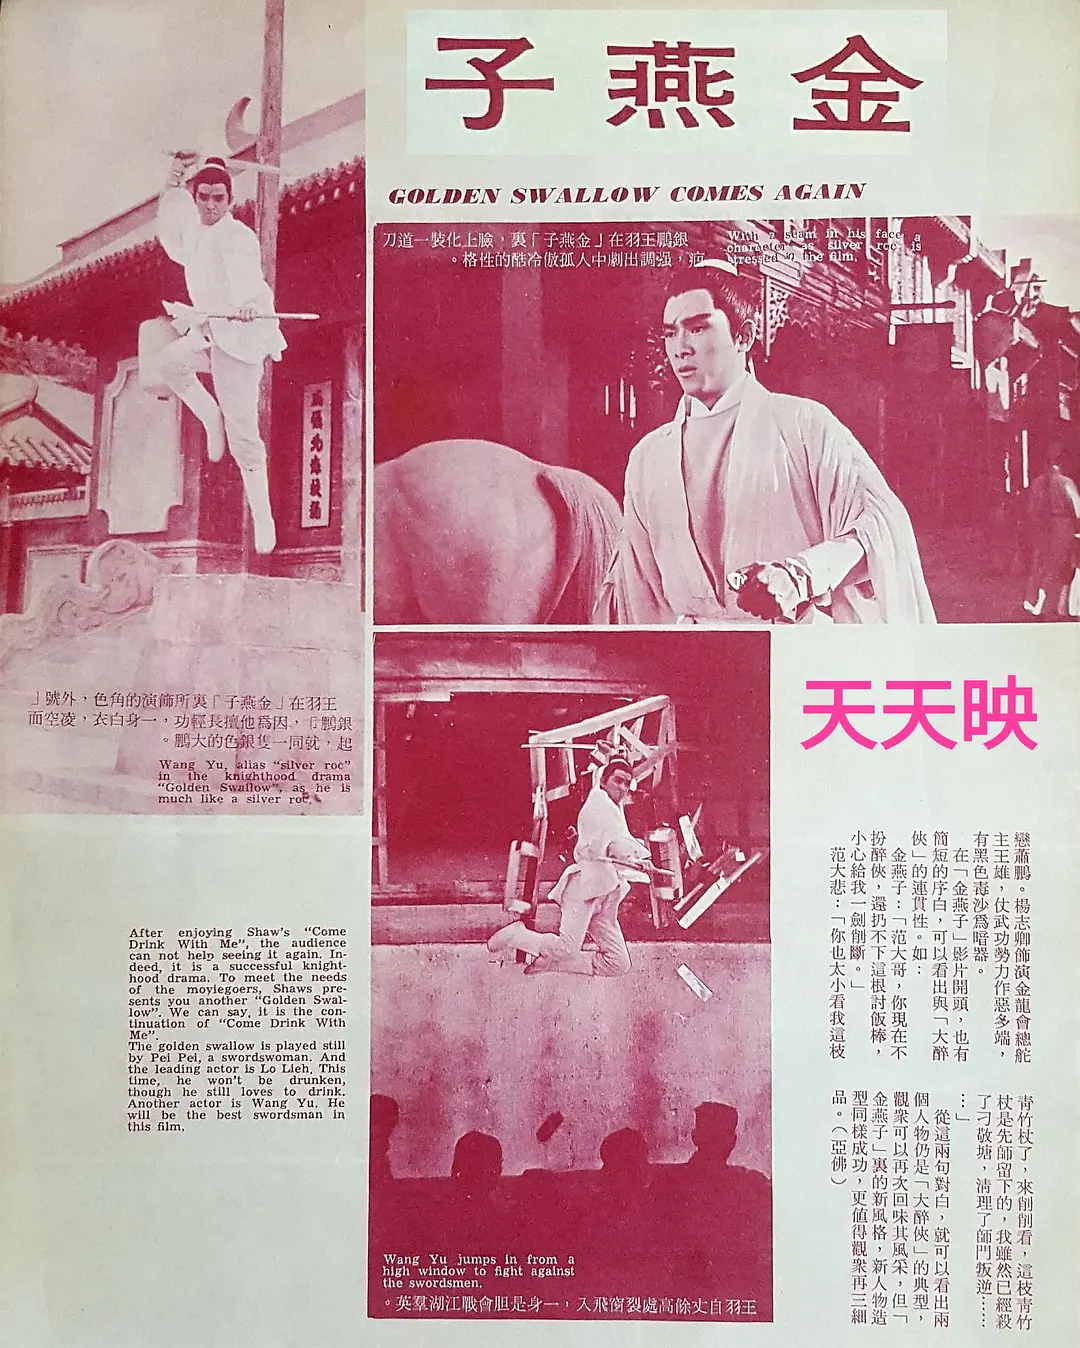 金燕子
GOLDEN SWALLOW COMES AGAIN
銀鵬王羽在「金燕子」裏，臉上化裝一道刀
疤，强調出劇中人孤傲冷酷的性格。
With a seam in his face a
character as silver roc is
stressed in the film.
王羽在「金燕子」裏所飾演的角色，外號「
銀鵬」，因爲他擅長輕功，一身白衣，凌空而
起，就同一隻銀色的大鵬。
Wang Yu, alias "silver roc"
in the knighthood drama
"Golden Swallow", as he is
much like a silver roc.
天天映
After enjoying Shaw's "Come
Drink With Me", the audience
can not help seeing it again. In-
deed, it is a successful knight-
hood drama. To meet the needs
of the moviegoers, Shaws pre-
sents you another "Golden Swal-
low". We can say, it is the con-
tinuation of "Come Drink With
Me".
The golden swallow is played still
by Pei Pei, a swordswoman. And
the leading actor is Lo Lieh. This
time, he won't be drunken,
though he still loves to drink.
Another actor is Wang Yu. He
will be the best swordsman in
this film.
Wang Yu jumps in from a
high window to fight against
the swordsmen.
王羽自丈餘高處裂窗飛入，一身是胆會戰江湖羣英。
戀蕭鵬。楊志卿飾演金龍會總舵
主王雄，仗武功勢力作惡多端，
有黑色毒沙爲暗器。
在「金燕子」影片開頭，也有
簡短的序白，可以看出與「大醉
俠」的連貫性。如：
金燕子：「范大哥，你現在不
扮醉俠，還扔不下這根討飯棒，
小心給我一劍削斷。」
范大悲：「你也太小看我這枝
青竹杖了，來削削看，這枝青竹
杖是先師留下的，我雖然已經殺
了刁敬塘，清理了師門叛逆……
…」
從這兩句對白，就可以看出兩
個人物仍是「大醉俠」的典型，
觀衆可以再次回味其風采，但「
金燕子」裏的新風格，新人物造
型同樣成功，更值得觀衆再三細
品。（亞佛）